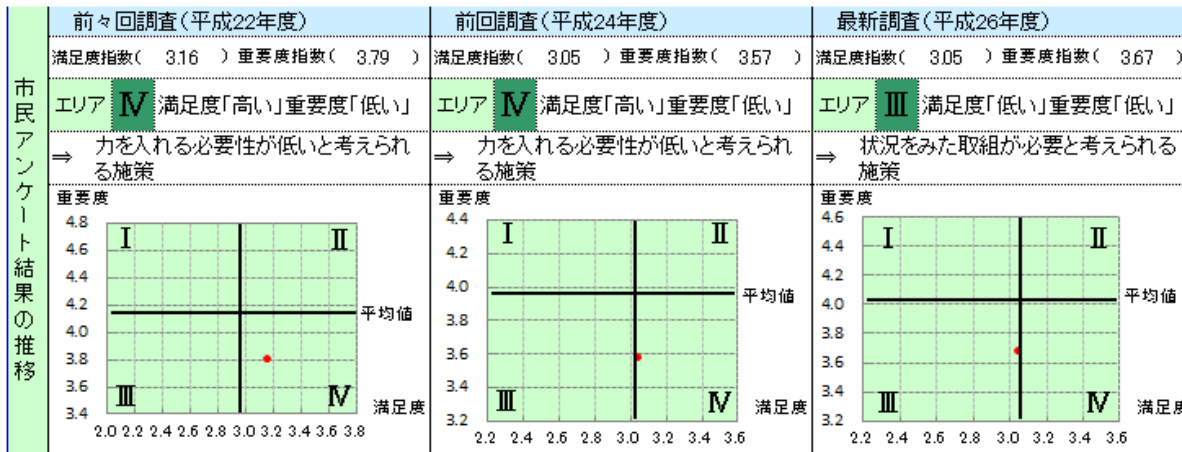 市民アンケート結果の推移
前々回調査(平成22年度)
満足度指数( 3.16 )重要度指数( 3.79 )
エリア Ⅳ 満足度「高い」重要度「低い」
⇒ 力を入れる必要性が低いと考えられ
る施策
重要度
4.8
4.6
4.4
4.2
4.0
3.8
3.6
3.4
Ⅰ Ⅱ
平均値
Ⅲ Ⅳ
満足度
2.0 2.2 2.4 2.6 2.8 3.0 3.2 3.4 3.6 3.8
前回調査(平成24年度)
満足度指数( 3.05 )重要度指数( 3.57 )
エリア Ⅳ 満足度「高い」重要度「低い」
⇒ 力を入れる必要性が低いと考えられ
る施策
重要度
4.4
4.2
4.0
3.8
3.6
3.4
3.2
Ⅰ Ⅱ
平均値
Ⅲ Ⅳ
満足度
2.2 2.4 2.6 2.8 3.0 3.2 3.4 3.6
最新調査(平成26年度)
満足度指数( 3.05 )重要度指数( 3.67 )
エリア Ⅲ 満足度「低い」重要度「低い」
⇒ 状況をみた取組が必要と考えられる
施策
重要度
4.6
4.4
4.2
4.0
3.8
3.6
3.4
3.2
Ⅰ Ⅱ
平均値
Ⅲ Ⅳ
満足度
2.2 2.4 2.6 2.8 3.0 3.2 3.4 3.6